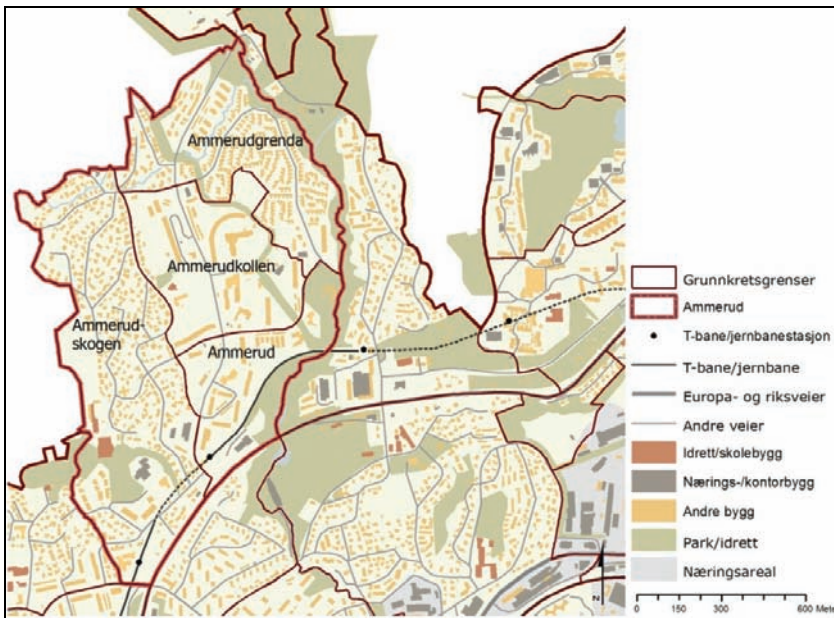 Ammerudgrenda
Ammerudkollen
Ammerud-
skogen
Ammerud
Grunnkretsgrenser
Ammerud
T-bane/jernbanestasjon
T-bane/jernbane
Europa- og riksveier
Andre veier
Idrett/skolebygg
Nærings-/kontorbygg
Andre bygg
Park/idrett
Næringsareal
N
0 150 300 600 Mete